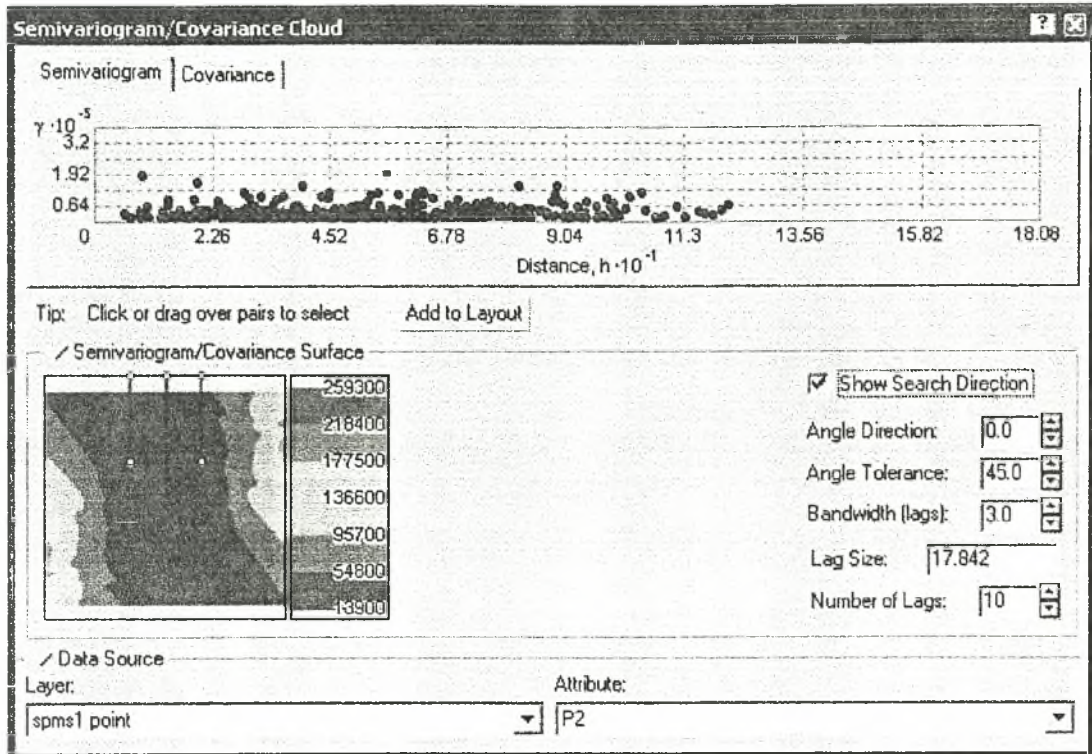 Semivariogram/Covariance Cloud
Semivariogram Covariance
γ·10⁻⁵
3.2
1.92
0.64
0 2.26 4.52 6.78 9.04 11.3 13.56 15.82 18.08
Distance, h·10⁻¹
Tip: Click or drag over pairs to select Add to Layout
Semivariogram/Covariance Surface
259300
218400
177500
136600
95700
54800
13900
Show Search Direction
Angle Direction: 0.0
Angle Tolerance: 45.0
Bandwidth (lags): 3.0
Lag Size: 17.842
Number of Lags: 10
Data Source
Layer: Attribute:
spms1 point P2